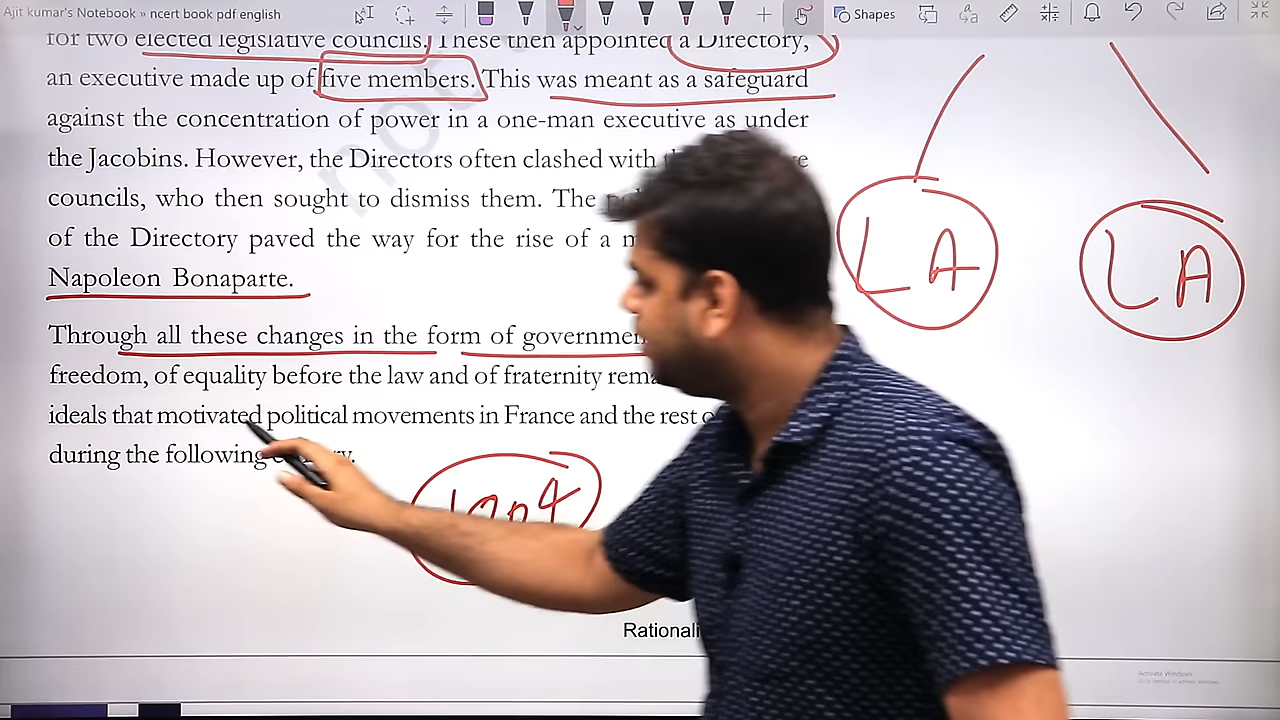 Ajit kumar's Notebook » ncert book pdf english
Shapes
for two elected legislative councils. These then appointed a Directory,
an executive made up of five members. This was meant as a safeguard
against the concentration of power in a one-man executive as under
the Jacobins. However, the Directors often clashed with
councils, who then sought to dismiss them. The
of the Directory paved the way for the rise of a
Napoleon Bonaparte.
Through all these changes in the form of
freedom, of equality before the law and of fraternity
ideals that motivated political movements in France and the rest
during the following
LA
LA
Activate Windows